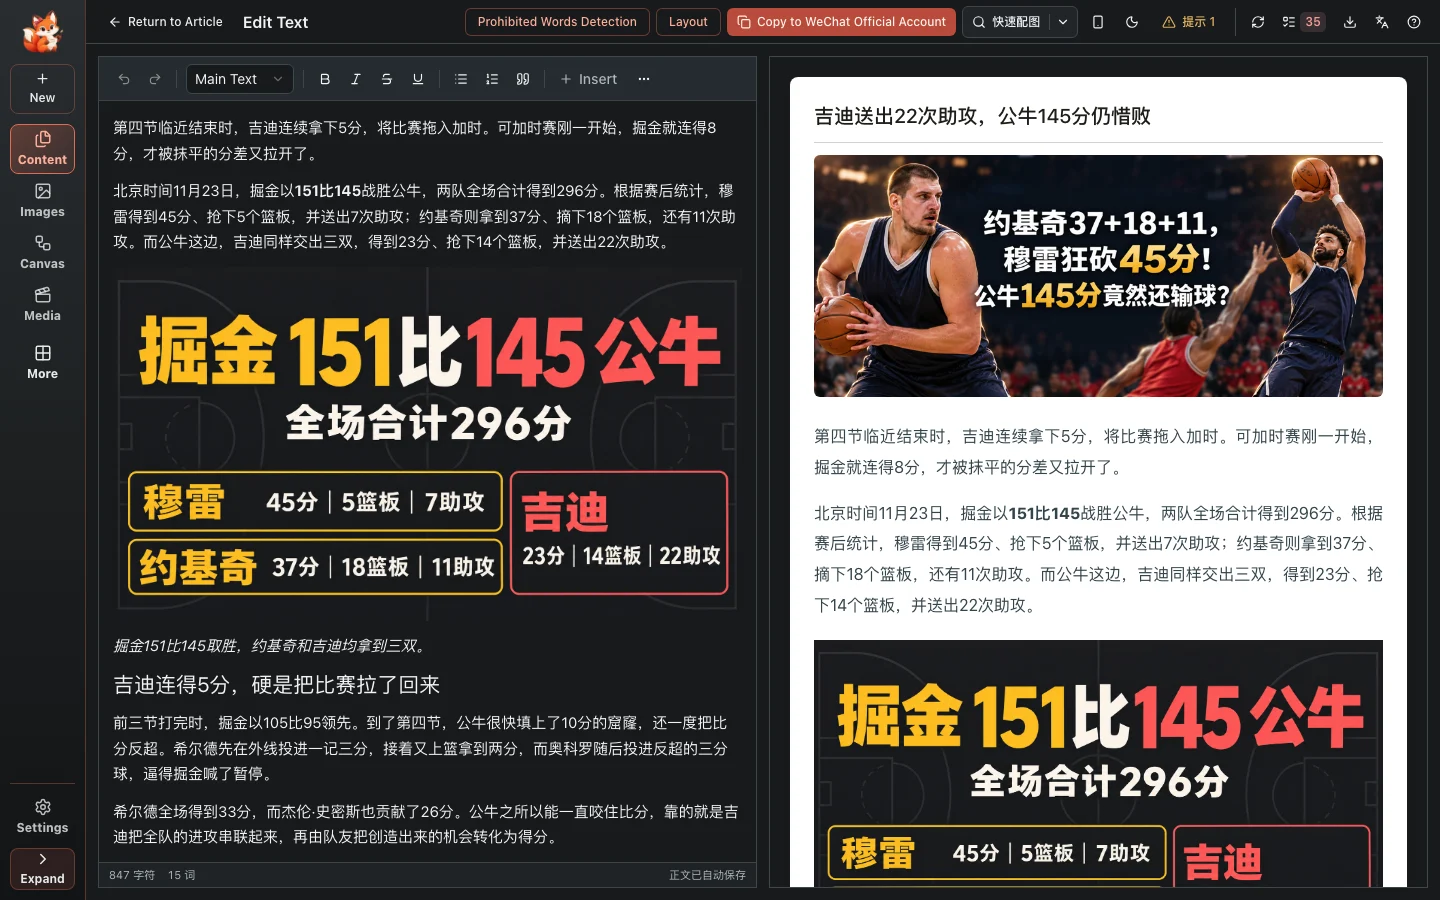 Return to Article
Edit Text
Prohibited Words Detection
Layout
Copy to WeChat Official Account
快速配图
提示 1
35
New
Content
Images
Canvas
Media
More
Settings
Expand
Main Text
B I S U
Insert
第四节临近结束时，吉迪连续拿下5分，将比赛拖入加时。可加时赛刚一开始，掘金就连得8
分，才被抹平的分差又拉开了。
北京时间11月23日，掘金以151比145战胜公牛，两队全场合计得到296分。根据赛后统计，穆
雷得到45分、抢下5个篮板，并送出7次助攻；约基奇则拿到37分、摘下18个篮板，还有11次助
攻。而公牛这边，吉迪同样交出三双，得到23分、抢下14个篮板，并送出22次助攻。
掘金151比145公牛
全场合计296分
穆雷 45分｜5篮板｜7助攻
约基奇 37分｜18篮板｜11助攻
吉迪
23分｜14篮板｜22助攻
掘金151比145取胜，约基奇和吉迪均拿到三双。
吉迪连得5分，硬是把比赛拉了回来
前三节打完时，掘金以105比95领先。到了第四节，公牛很快填上了10分的窟窿，还一度把比
分反超。希尔德先在外线投进一记三分，接着又上篮拿到两分，而奥科罗随后投进反超的三分
球，逼得掘金喊了暂停。
希尔德全场得到33分，而杰伦·史密斯也贡献了26分。公牛之所以能一直咬住比分，靠的就是吉
迪把全队的进攻串联起来，再由队友把创造出来的机会转化为得分。
847 字符 15 词
正文已自动保存
吉迪送出22次助攻，公牛145分仍惜败
约基奇37+18+11，
穆雷狂砍45分！
公牛145分竟然还输球？
第四节临近结束时，吉迪连续拿下5分，将比赛拖入加时。可加时赛刚一开始，
掘金就连得8分，才被抹平的分差又拉开了。
北京时间11月23日，掘金以151比145战胜公牛，两队全场合计得到296分。根据
赛后统计，穆雷得到45分、抢下5个篮板，并送出7次助攻；约基奇则拿到37分、
摘下18个篮板，还有11次助攻。而公牛这边，吉迪同样交出三双，得到23分、抢
下14个篮板，并送出22次助攻。
掘金151比145公牛
全场合计296分
穆雷 45分｜5篮板｜7助攻
吉迪